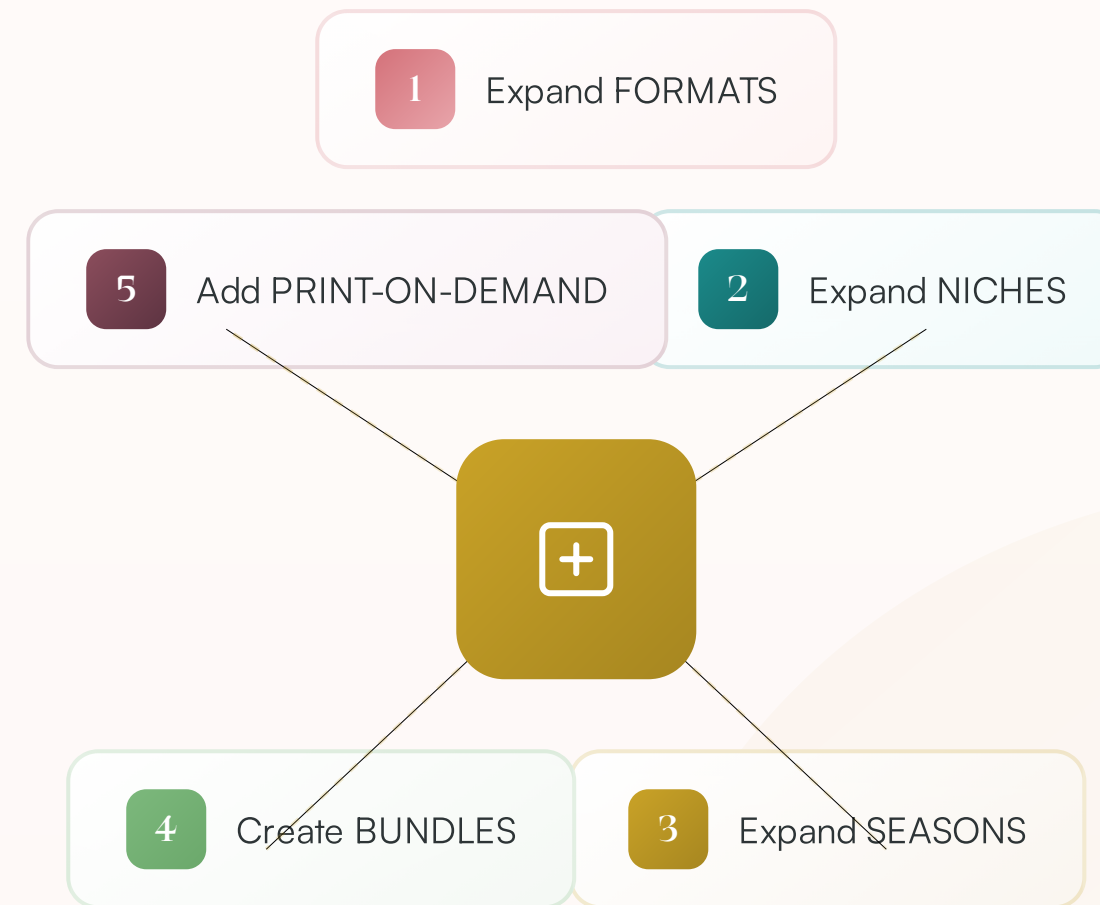 1 Expand FORMATS
5 Add PRINT-ON-DEMAND
2 Expand NICHES
4 Create BUNDLES
3 Expand SEASONS